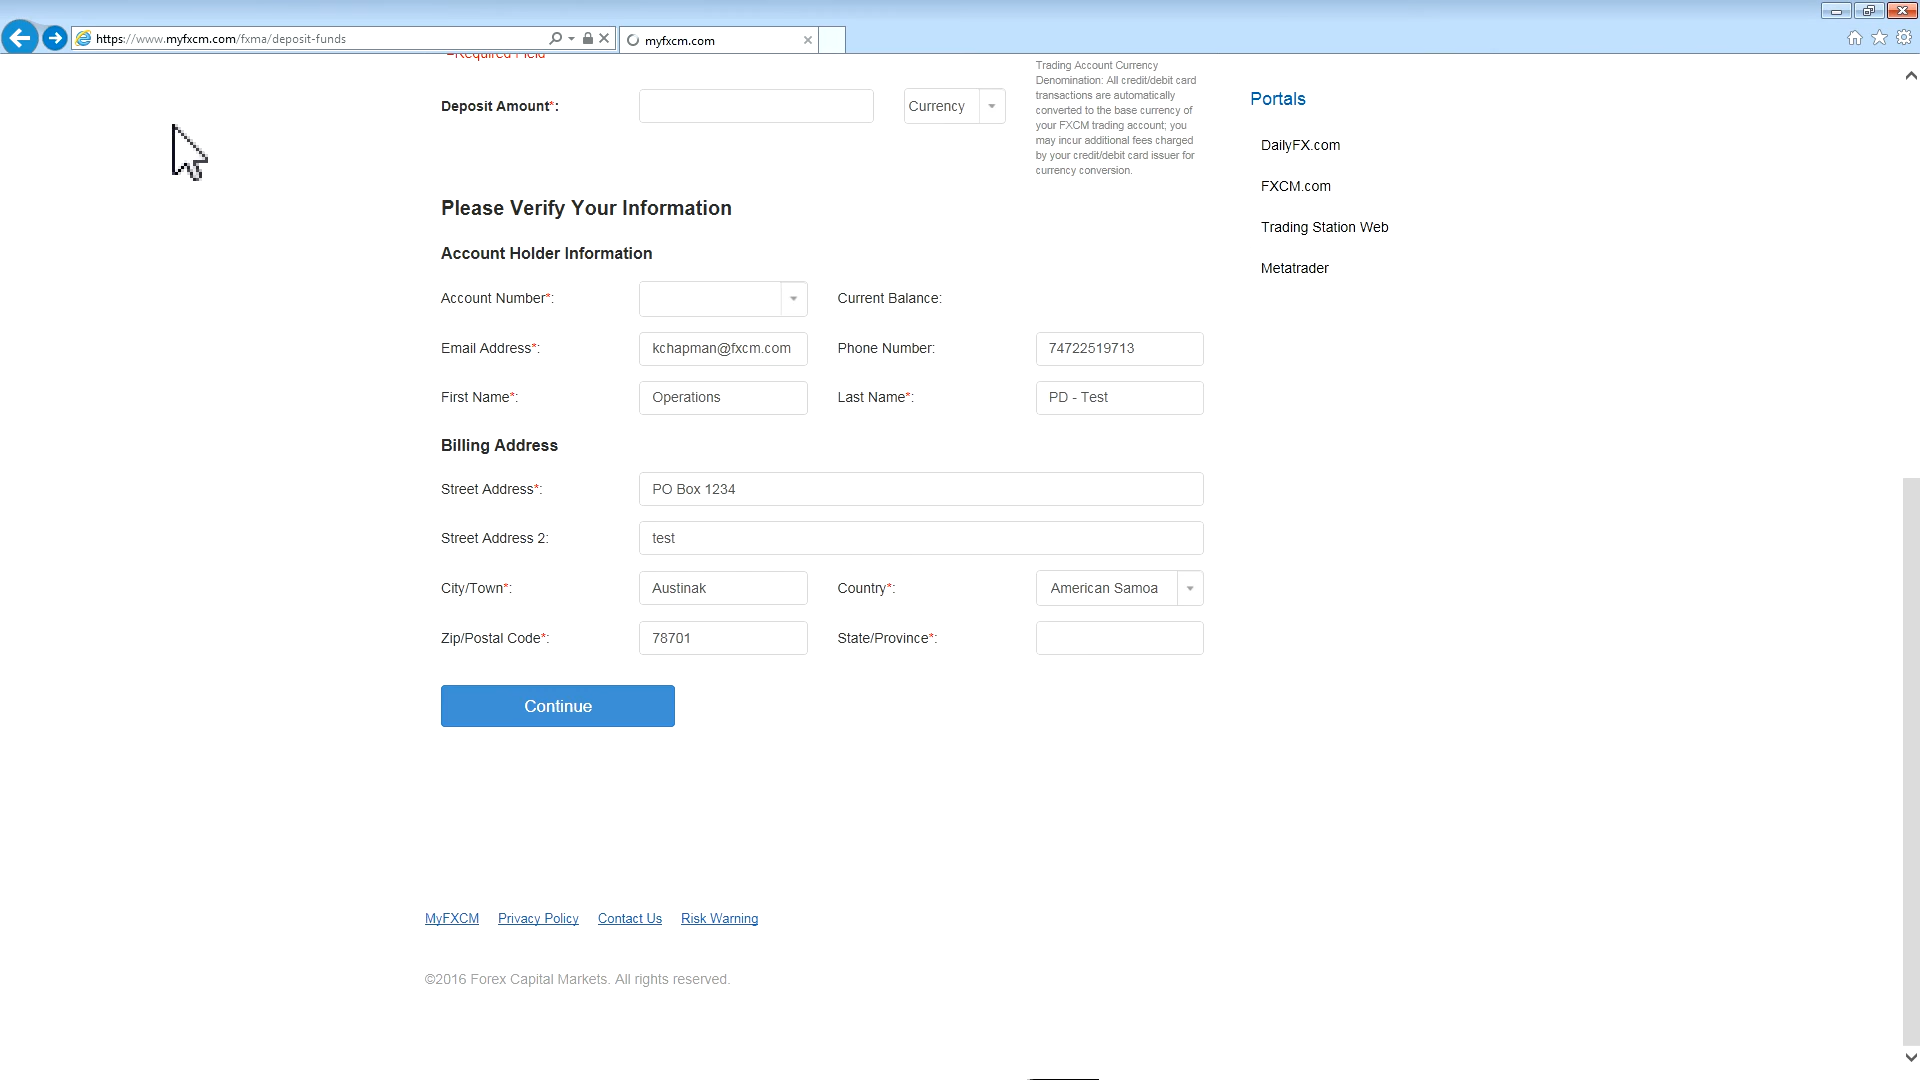 https://www.myfxcm.com/fxma/deposit-funds
myfxcm.com
Required Field
Deposit Amount*:
Currency
Trading Account Currency
Denomination: All credit/debit card
transactions are automatically
converted to the base currency of
your FXCM trading account; you
may incur additional fees charged
by your credit/debit card issuer for
currency conversion.
Portals
DailyFX.com
FXCM.com
Trading Station Web
Metatrader
Please Verify Your Information
Account Holder Information
Account Number*:
Current Balance:
Email Address*: kchapman@fxcm.com
Phone Number: 74722519713
First Name*: Operations
Last Name*: PD - Test
Billing Address
Street Address*: PO Box 1234
Street Address 2: test
City/Town*: Austinak
Country*: American Samoa
Zip/Postal Code*: 78701
State/Province*:
Continue
MyFXCM Privacy Policy Contact Us Risk Warning
©2016 Forex Capital Markets. All rights reserved.